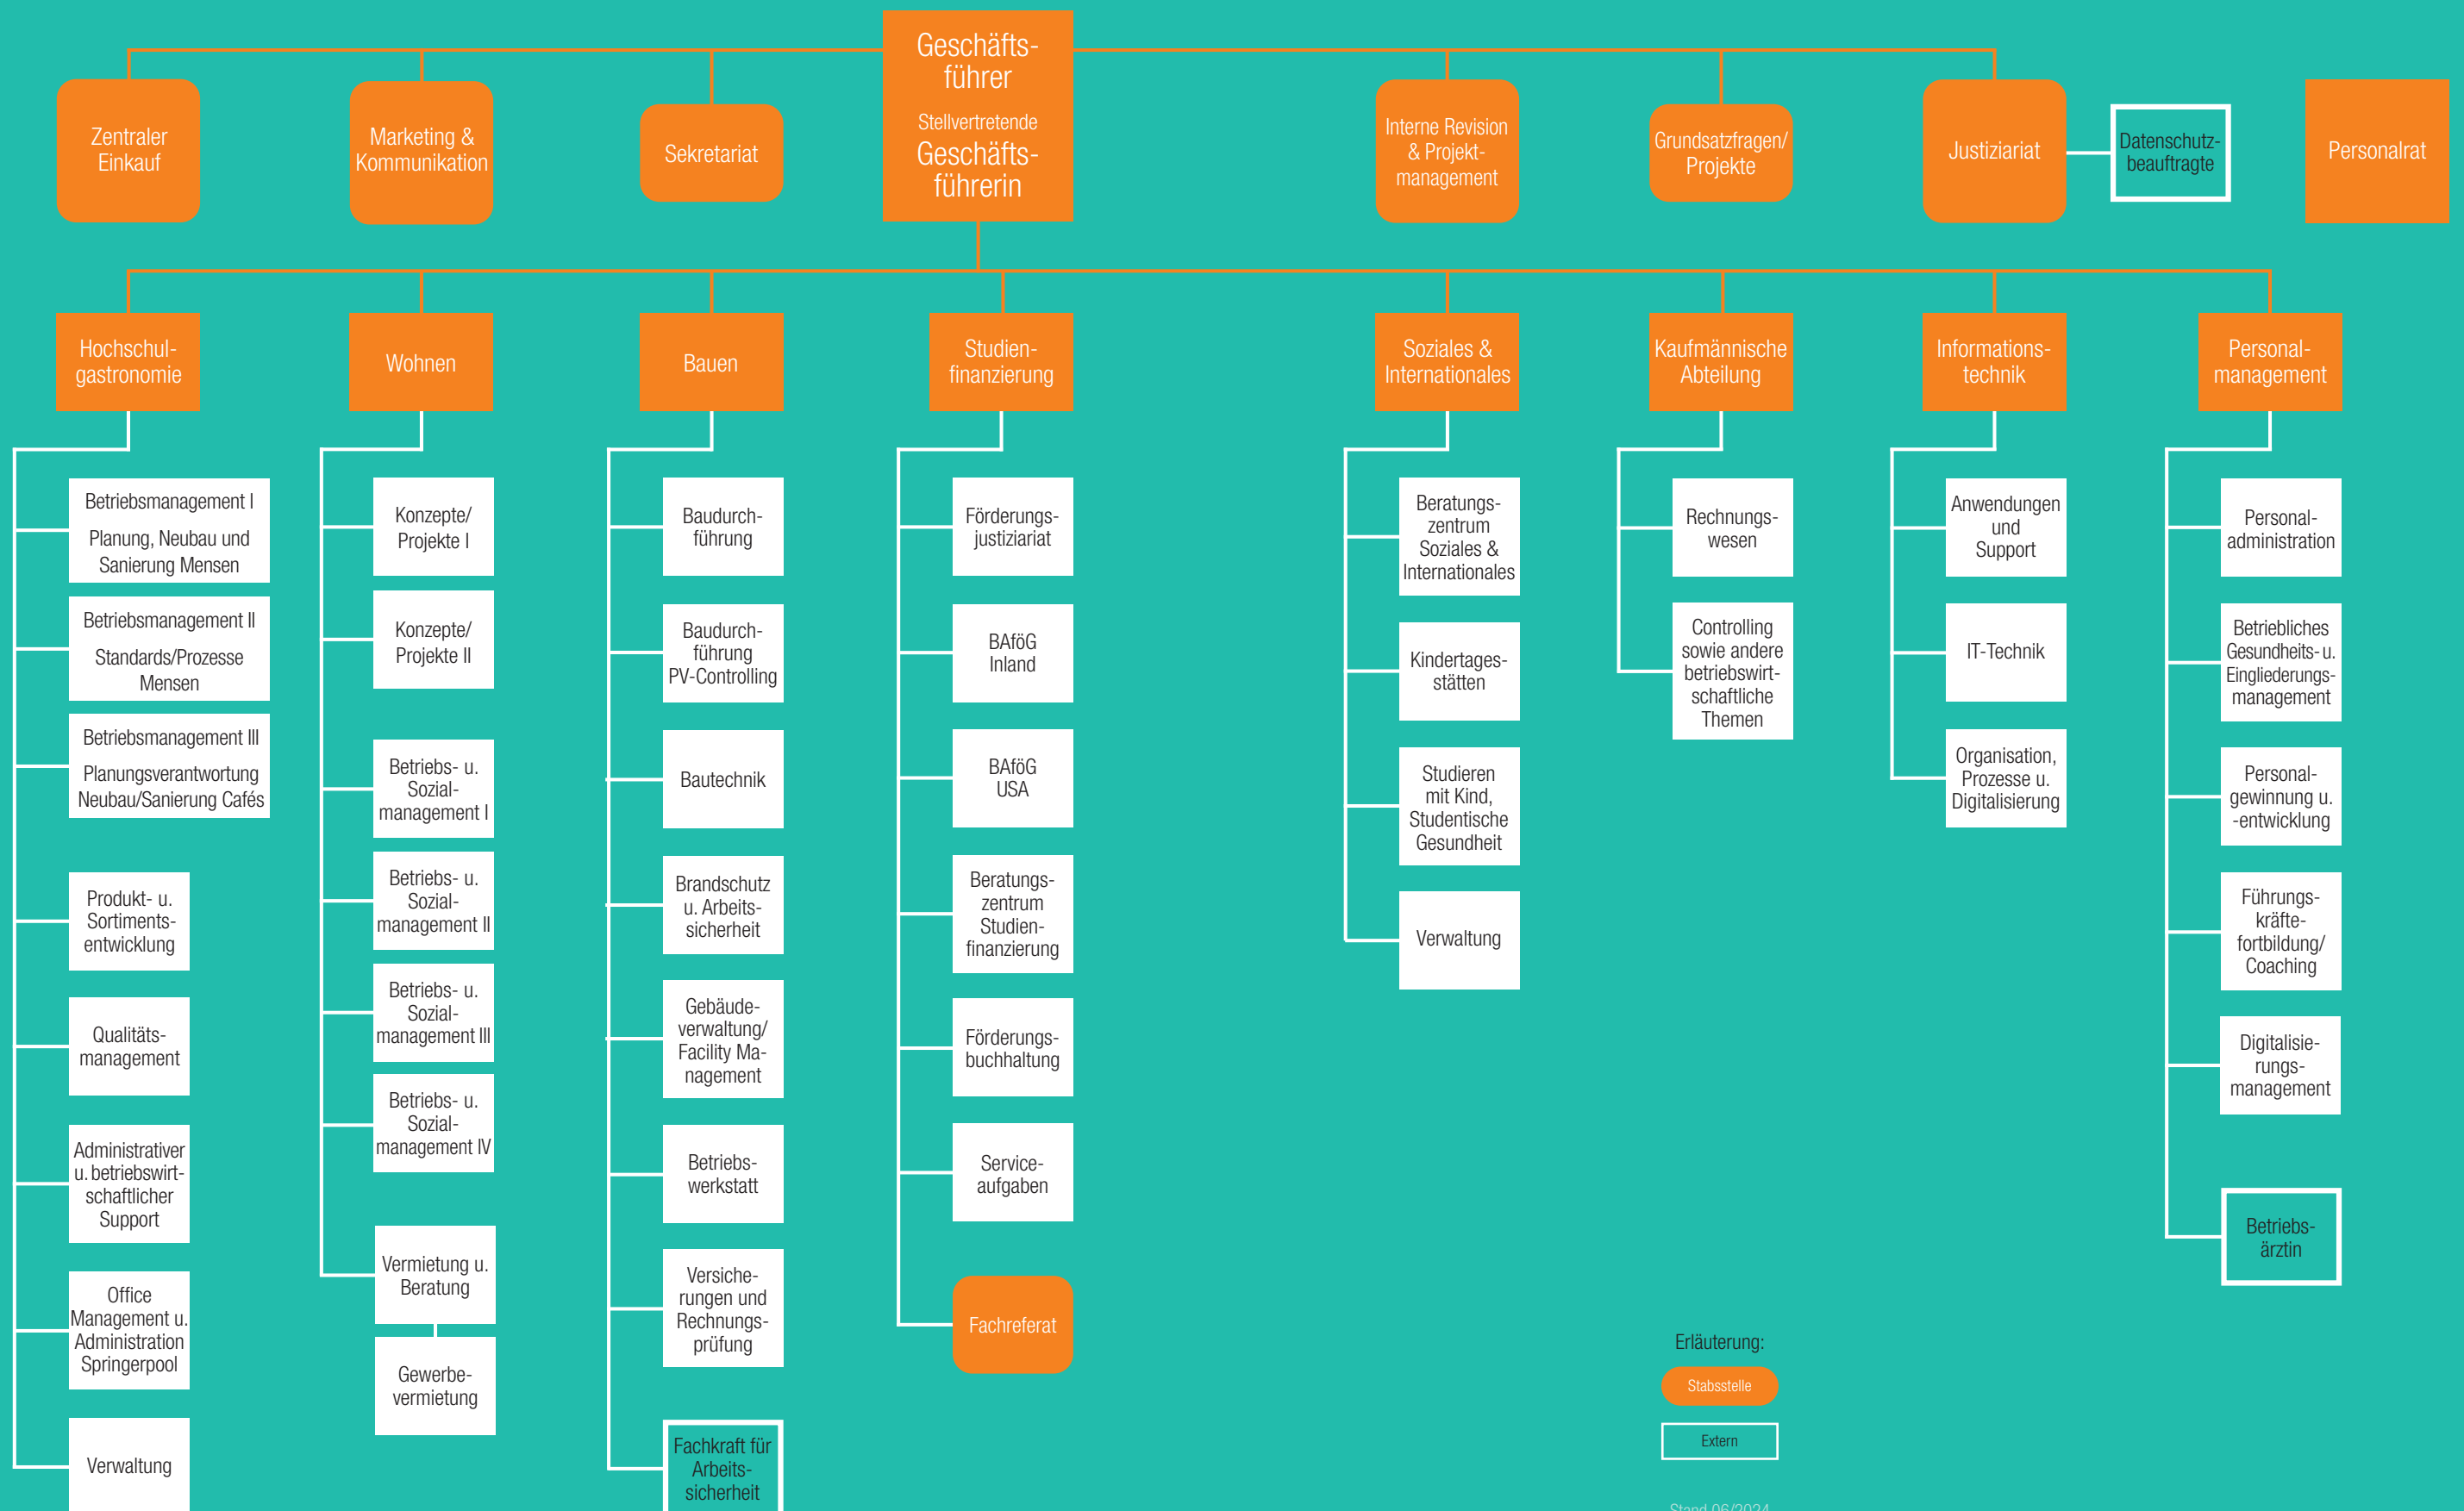 Geschäfts-
führer
Stellvertretende
Geschäfts-
führerin
Zentraler
Einkauf
Marketing &
Kommunikation
Sekretariat
Interne Revision
& Projekt-
management
Grundsatzfragen/
Projekte
Justiziariat
Datenschutz-
beauftragte
Personalrat
Hochschul-
gastronomie
Wohnen
Bauen
Studien-
finanzierung
Soziales &
Internationales
Kaufmännische
Abteilung
Informations-
technik
Personal-
management
Betriebsmanagement I
Planung, Neubau und
Sanierung Mensen
Betriebsmanagement II
Standards/Prozesse
Mensen
Betriebsmanagement III
Planungsverantwortung
Neubau/Sanierung Cafés
Produkt- u.
Sortiments-
entwicklung
Qualitäts-
management
Administrativer
u. betriebswirt-
schaftlicher
Support
Office
Management u.
Administration
Springerpool
Verwaltung
Konzepte/
Projekte I
Konzepte/
Projekte II
Betriebs- u.
Sozial-
management I
Betriebs- u.
Sozial-
management II
Betriebs- u.
Sozial-
management III
Betriebs- u.
Sozial-
management IV
Vermietung u.
Beratung
Gewerbe-
vermietung
Baudurch-
führung
Baudurch-
führung
PV-Controlling
Bautechnik
Brandschutz
u. Arbeits-
sicherheit
Gebäude-
verwaltung/
Facility Ma-
nagement
Betriebs-
werkstatt
Versiche-
rungen und
Rechnungs-
prüfung
Fachkraft für
Arbeits-
sicherheit
Förderungs-
justiziariat
BAföG
Inland
BAföG
USA
Beratungs-
zentrum
Studien-
finanzierung
Förderungs-
buchhaltung
Service-
aufgaben
Fachreferat
Beratungs-
zentrum
Soziales &
Internationales
Kindertages-
stätten
Studieren
mit Kind,
Studentische
Gesundheit
Verwaltung
Rechnungs-
wesen
Controlling
sowie andere
betriebswirt-
schaftliche
Themen
Anwendungen
und
Support
IT-Technik
Organisation,
Prozesse u.
Digitalisierung
Personal-
administration
Betriebliches
Gesundheits- u.
Eingliederungs-
management
Personal-
gewinnung u.
-entwicklung
Führungs-
kräfte-
fortbildung/
Coaching
Digitalisie-
rungs-
management
Betriebs-
ärztin
Erläuterung:
Stabsstelle
Extern
Stand 06/2024